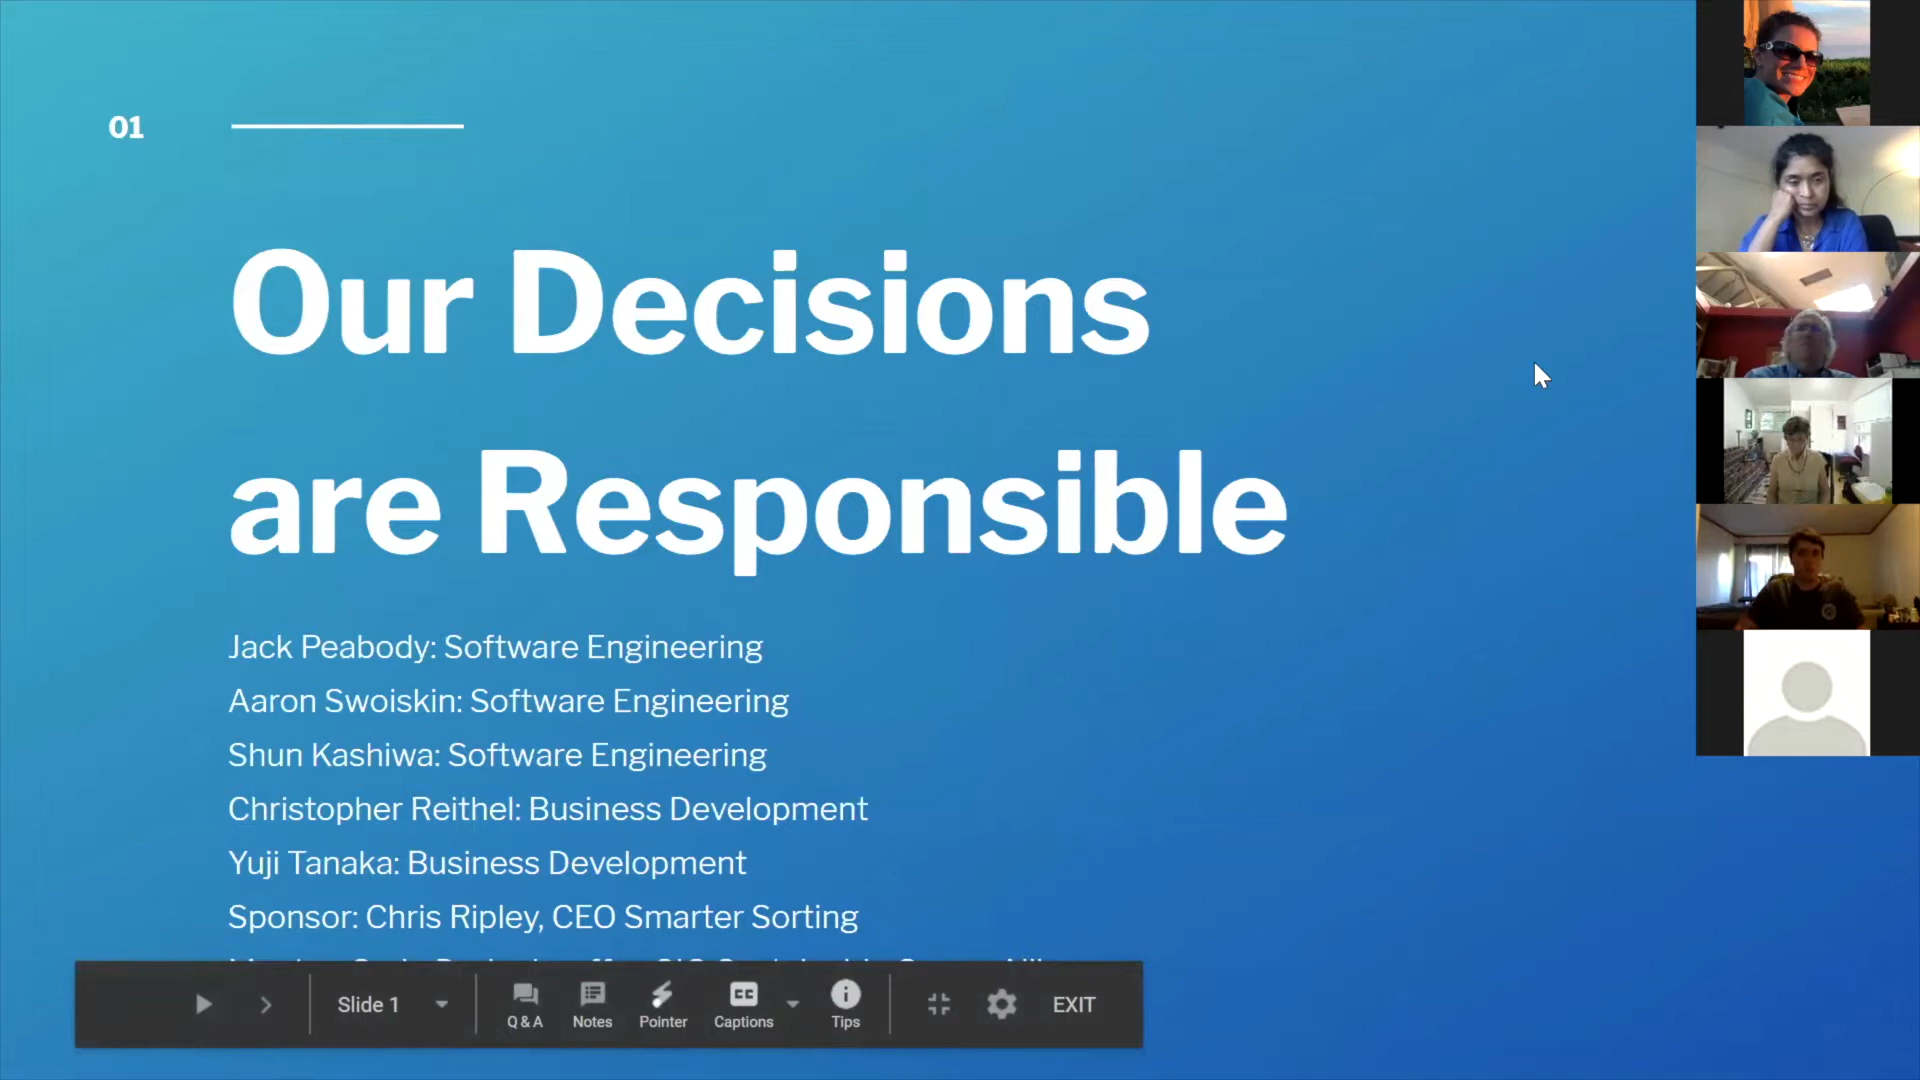 01
Our Decisions
are Responsible
Jack Peabody: Software Engineering
Aaron Swoiskin: Software Engineering
Shun Kashiwa: Software Engineering
Christopher Reithel: Business Development
Yuji Tanaka: Business Development
Sponsor: Chris Ripley, CEO Smarter Sorting
Slide 1
Q & A
Notes
Pointer
CC
Captions
Tips
EXIT